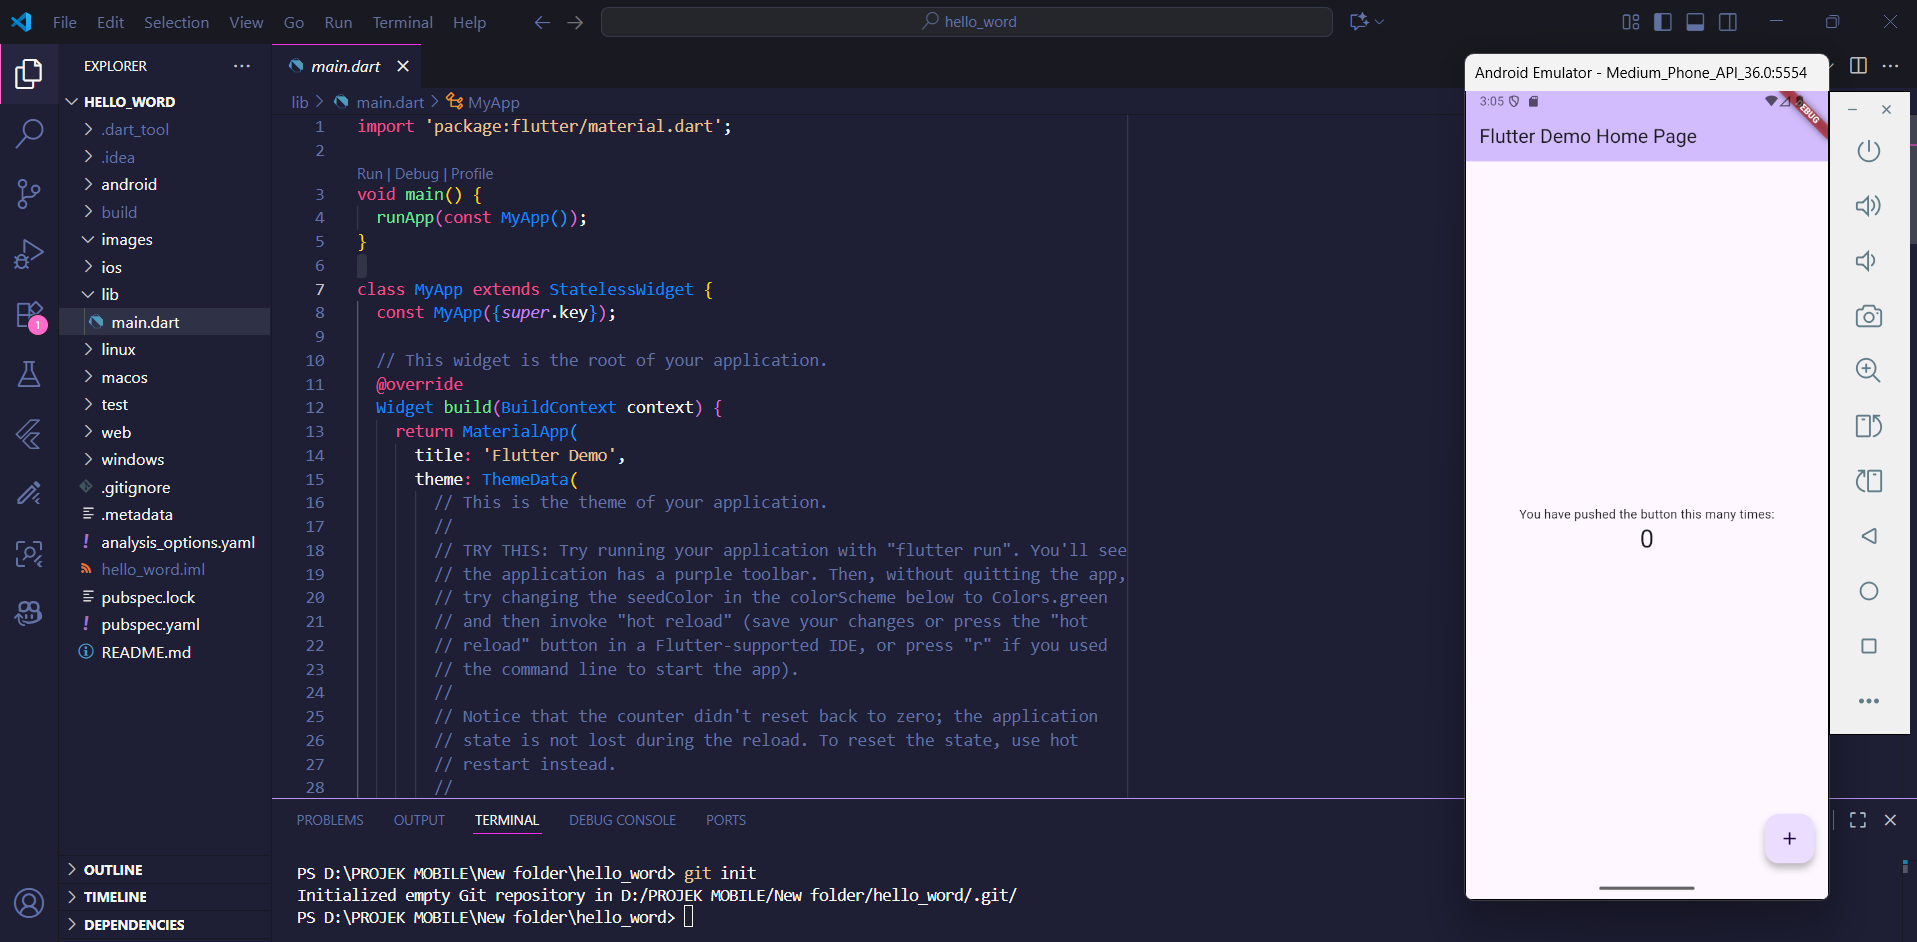 File Edit Selection View Go Run Terminal Help
hello_word
EXPLORER
HELLO_WORD
.dart_tool
.idea
android
build
images
ios
lib
main.dart
linux
macos
test
web
windows
.gitignore
.metadata
analysis_options.yaml
hello_word.iml
pubspec.lock
pubspec.yaml
README.md
OUTLINE
TIMELINE
DEPENDENCIES
1
main.dart
lib > main.dart > MyApp
1 import 'package:flutter/material.dart';
2
Run | Debug | Profile
3 void main() {
4 runApp(const MyApp());
5 }
6
7 class MyApp extends StatelessWidget {
8 const MyApp({super.key});
9
10 // This widget is the root of your application.
11 @override
12 Widget build(BuildContext context) {
13 return MaterialApp(
14 title: 'Flutter Demo',
15 theme: ThemeData(
16 // This is the theme of your application.
17 //
18 // TRY THIS: Try running your application with "flutter run". You'll see
19 // the application has a purple toolbar. Then, without quitting the app,
20 // try changing the seedColor in the colorScheme below to Colors.green
21 // and then invoke "hot reload" (save your changes or press the "hot
22 // reload" button in a Flutter-supported IDE, or press "r" if you used
23 // the command line to start the app).
24 //
25 // Notice that the counter didn't reset back to zero; the application
26 // state is not lost during the reload. To reset the state, use hot
27 // restart instead.
28 //
PROBLEMS OUTPUT TERMINAL DEBUG CONSOLE PORTS
PS D:\PROJEK MOBILE\New folder\hello_word> git init
Initialized empty Git repository in D:/PROJEK MOBILE/New folder/hello_word/.git/
PS D:\PROJEK MOBILE\New folder\hello_word>
Android Emulator - Medium_Phone_API_36.0:5554
3:05
Flutter Demo Home Page
You have pushed the button this many times:
0
+